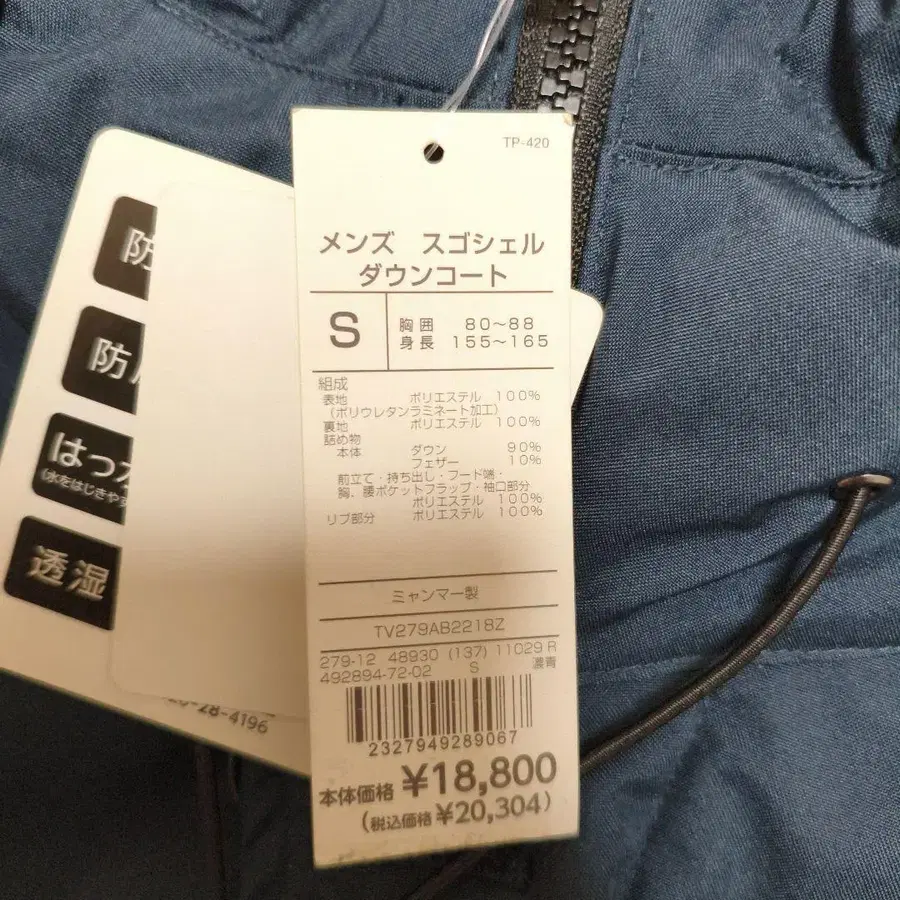 TP-420
メンズ スゴシェル
ダウンコート
S
胸囲 80～88
身長 155～165
組成
表地 ポリエステル 100%
(ポリウレタンラミネート加工)
裏地 ポリエステル 100%
詰め物
本体 ダウン 90%
フェザー 10%
前立て・持ち出し・フード端・
胸、腰ポケットフラップ・袖口部分
ポリエステル 100%
リブ部分 ポリエステル 100%
ミャンマー製
TV279AB2218Z
279-12 48930 (137) 11029 R
492894-72-02 S 濃青
2327949289067
本体価格 ¥18,800
(税込価格 ¥20,304)
防
防
はっ
(水をはじきや
透湿
-28-4196